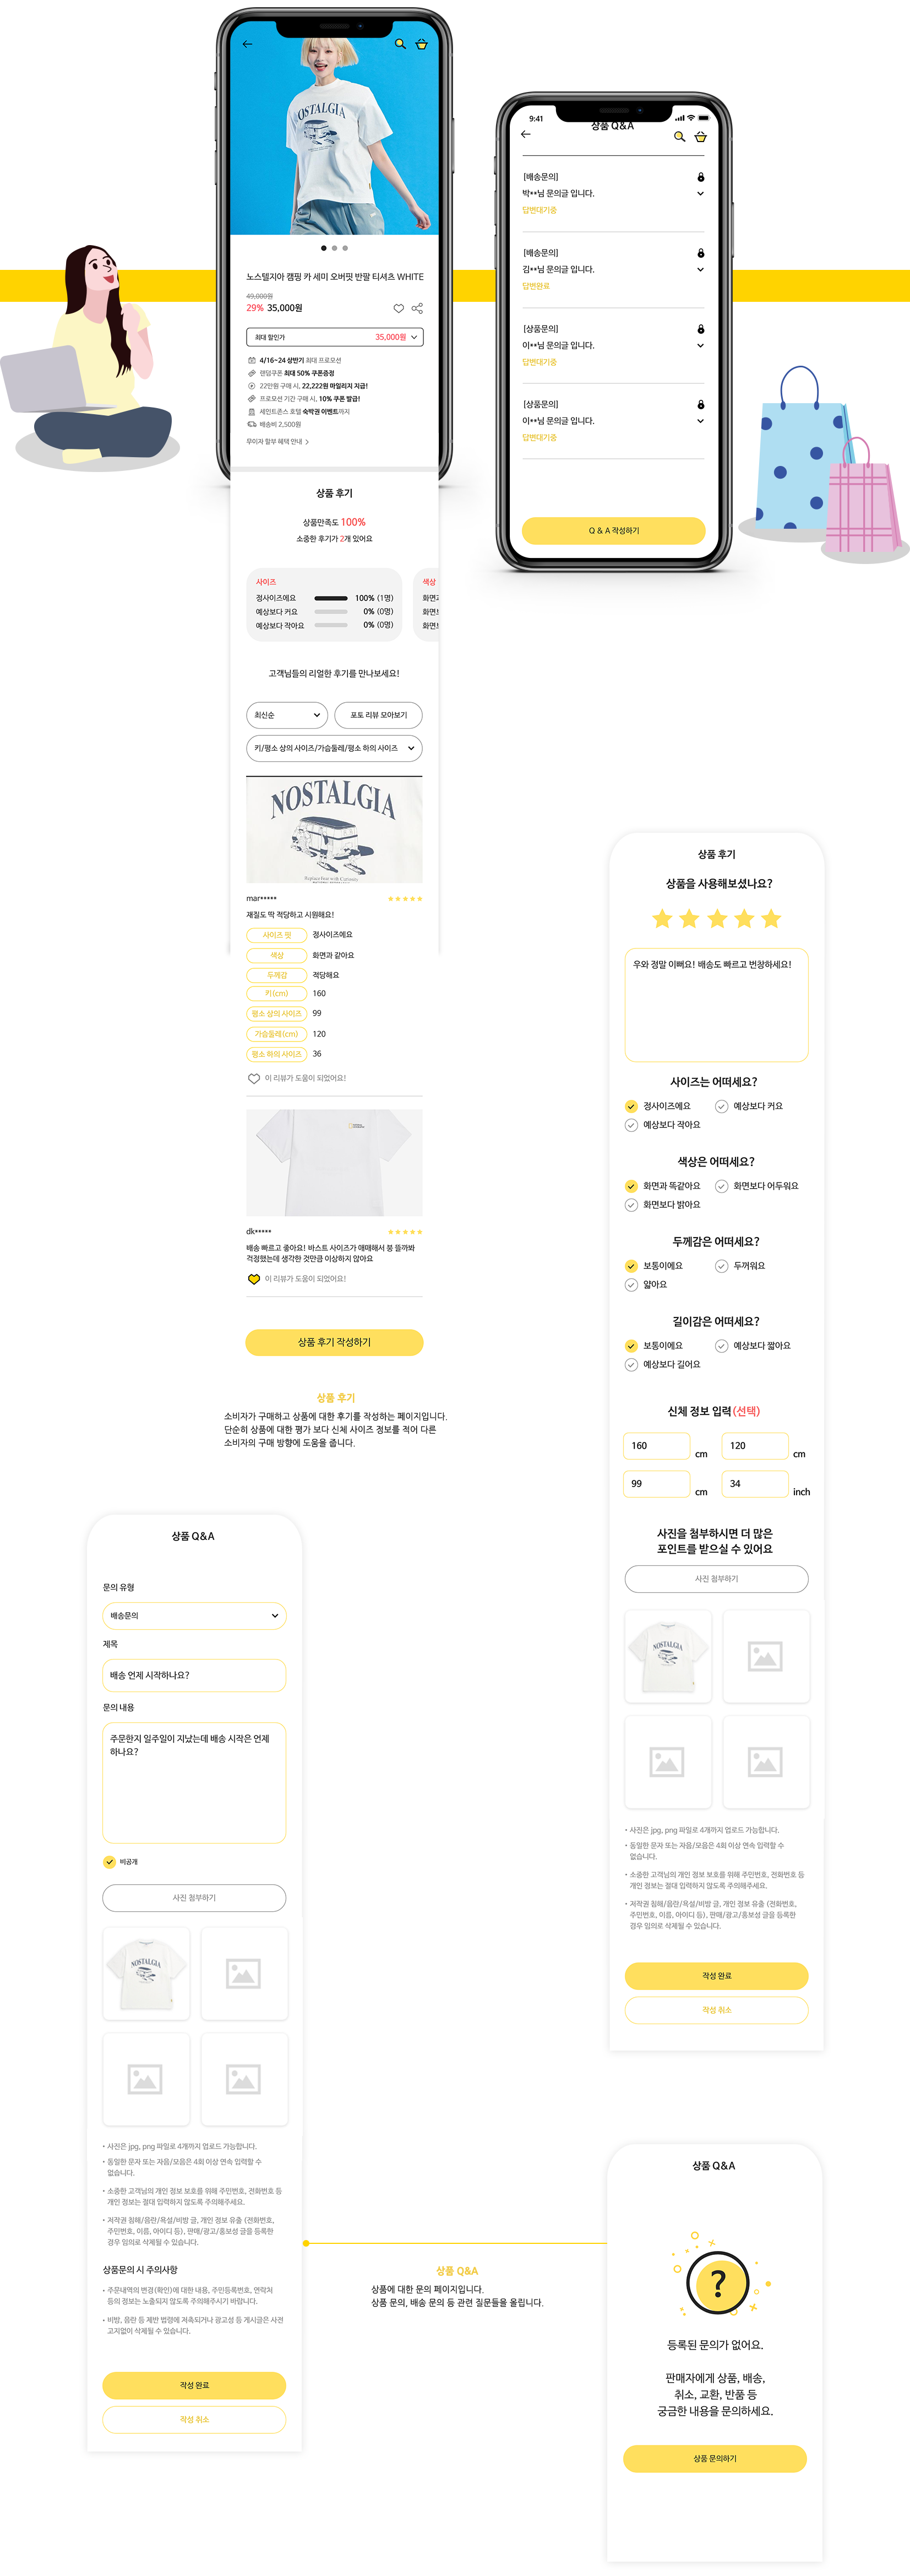 NOSTALGIA
노스텔지아 캠핑 카 세미 오버핏 반팔 티셔츠 WHITE
49,000원
29% 35,000원
최대 할인가 35,000원
4/16~24 상반기 최대 프로모션
랜덤쿠폰 최대 50% 쿠폰증정
22만원 구매 시, 22,222원 마일리지 지급!
프로모션 기간 구매 시, 10% 쿠폰 발급!
세인트존스 호텔 숙박권 이벤트까지
배송비 2,500원
무이자 할부 혜택 안내
상품 후기
상품만족도 100%
소중한 후기가 2개 있어요
사이즈
정사이즈에요 100% (1명)
예상보다 커요 0% (0명)
예상보다 작아요 0% (0명)
색상
고객님들의 리얼한 후기를 만나보세요!
최신순
포토 리뷰 모아보기
키/평소 상의 사이즈/가슴둘레/평소 하의 사이즈
NOSTALGIA
mar*****
재질도 딱 적당하고 시원해요!
사이즈 핏 정사이즈에요
색상 화면과 같아요
두께감 적당해요
키(cm) 160
평소 상의 사이즈 99
가슴둘레(cm) 120
평소 하의 사이즈 36
이 리뷰가 도움이 되었어요!
dk*****
배송 빠르고 좋아요! 바스트 사이즈가 애매해서 붕 뜰까봐
걱정했는데 생각한 것만큼 이상하지 않아요
이 리뷰가 도움이 되었어요!
상품 후기 작성하기
상품 후기
소비자가 구매하고 상품에 대한 후기를 작성하는 페이지입니다.
단순히 상품에 대한 평가 보다 신체 사이즈 정보를 적어 다른
소비자의 구매 방향에 도움을 줍니다.
9:41
상품 Q&A
[배송문의]
박**님 문의글 입니다.
답변대기중
[배송문의]
김**님 문의글 입니다.
답변완료
[상품문의]
이**님 문의글 입니다.
답변대기중
[상품문의]
이**님 문의글 입니다.
답변대기중
Q & A 작성하기
상품 후기
상품을 사용해보셨나요?
우와 정말 이뻐요! 배송도 빠르고 번창하세요!
사이즈는 어떠세요?
정사이즈에요 예상보다 커요
예상보다 작아요
색상은 어떠세요?
화면과 똑같아요 화면보다 어두워요
화면보다 밝아요
두께감은 어떠세요?
보통이에요 두꺼워요
얇아요
길이감은 어떠세요?
보통이에요 예상보다 짧아요
예상보다 길어요
신체 정보 입력(선택)
160 cm 120 cm
99 cm 34 inch
사진을 첨부하시면 더 많은
포인트를 받으실 수 있어요
사진 첨부하기
NOSTALGIA
• 사진은 jpg, png 파일로 4개까지 업로드 가능합니다.
• 동일한 문자 또는 자음/모음은 4회 이상 연속 입력할 수
없습니다.
• 소중한 고객님의 개인 정보 보호를 위해 주민번호, 전화번호 등
개인 정보는 절대 입력하지 않도록 주의해주세요.
• 저작권 침해/음란/욕설/비방 글, 개인 정보 유출 (전화번호,
주민번호, 이름, 아이디 등), 판매/광고/홍보성 글을 등록한
경우 임의로 삭제될 수 있습니다.
작성 완료
작성 취소
상품 Q&A
문의 유형
배송문의
제목
배송 언제 시작하나요?
문의 내용
주문한지 일주일이 지났는데 배송 시작은 언제
하나요?
비공개
사진 첨부하기
NOSTALGIA
• 사진은 jpg, png 파일로 4개까지 업로드 가능합니다.
• 동일한 문자 또는 자음/모음은 4회 이상 연속 입력할 수
없습니다.
• 소중한 고객님의 개인 정보 보호를 위해 주민번호, 전화번호 등
개인 정보는 절대 입력하지 않도록 주의해주세요.
• 저작권 침해/음란/욕설/비방 글, 개인 정보 유출 (전화번호,
주민번호, 이름, 아이디 등), 판매/광고/홍보성 글을 등록한
경우 임의로 삭제될 수 있습니다.
상품문의 시 주의사항
• 주문내역의 변경(확인)에 대한 내용, 주민등록번호, 연락처
등의 정보는 노출되지 않도록 주의해주시기 바랍니다.
• 비방, 음란 등 제반 법령에 저촉되거나 광고성 등 게시글은 사전
고지없이 삭제될 수 있습니다.
작성 완료
작성 취소
상품 Q&A
상품에 대한 문의 페이지입니다.
상품 문의, 배송 문의 등 관련 질문들을 올립니다.
상품 Q&A
?
등록된 문의가 없어요.
판매자에게 상품, 배송,
취소, 교환, 반품 등
궁금한 내용을 문의하세요.
상품 문의하기